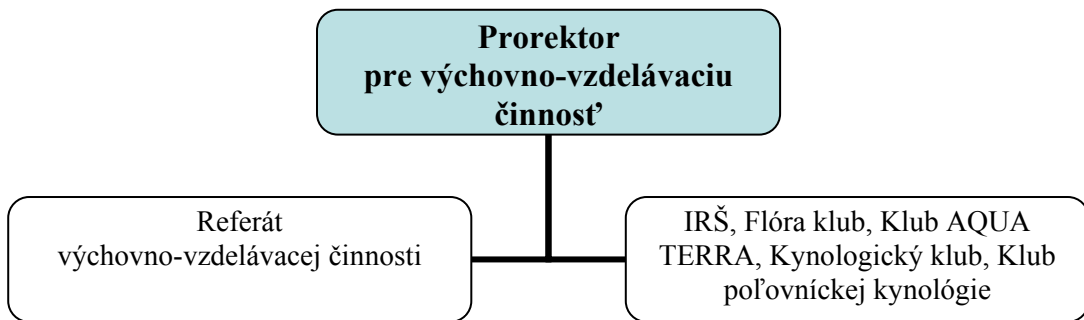 Prorektor
pre výchovno-vzdelávaciu
činnosť
Referát
výchovno-vzdelávacej činnosti
IRŠ, Flóra klub, Klub AQUA
TERRA, Kynologický klub, Klub
poľovníckej kynológie